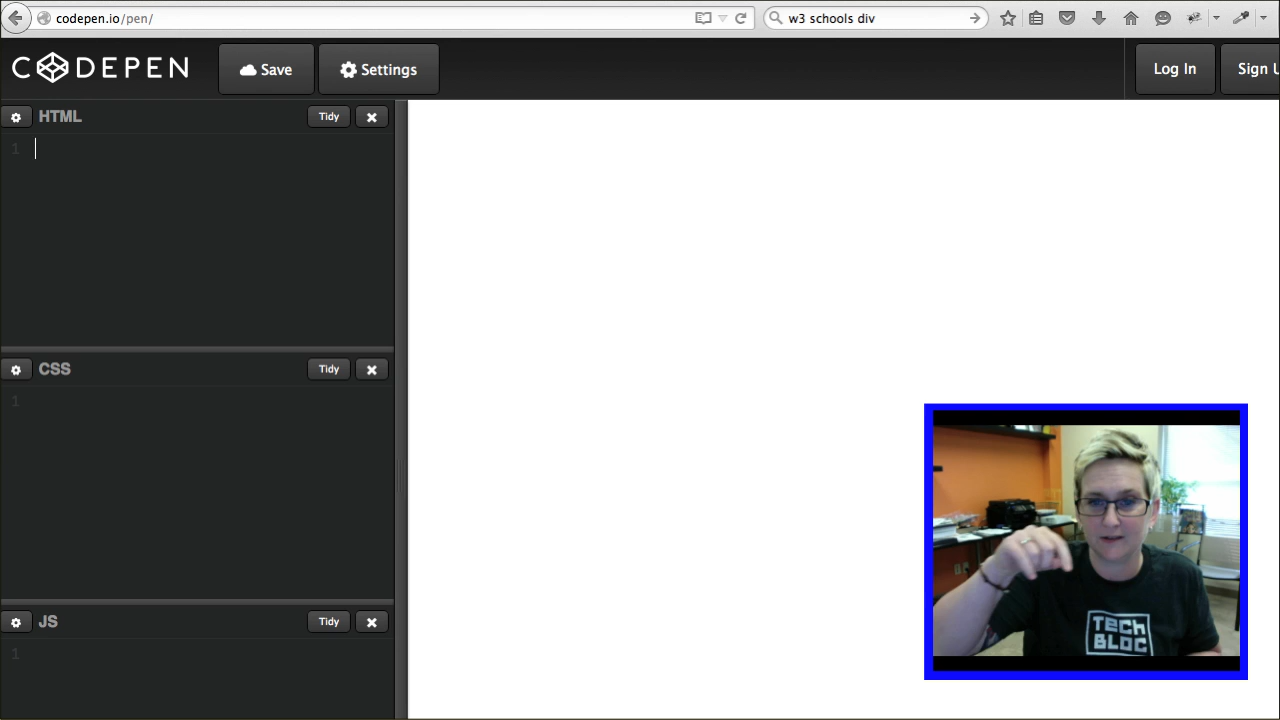 codepen.io/pen/
w3 schools div
CODEPEN
Save
Settings
Log In
Sign U
HTML
Tidy
1
CSS
Tidy
1
JS
Tidy
1
TECH
BLOC